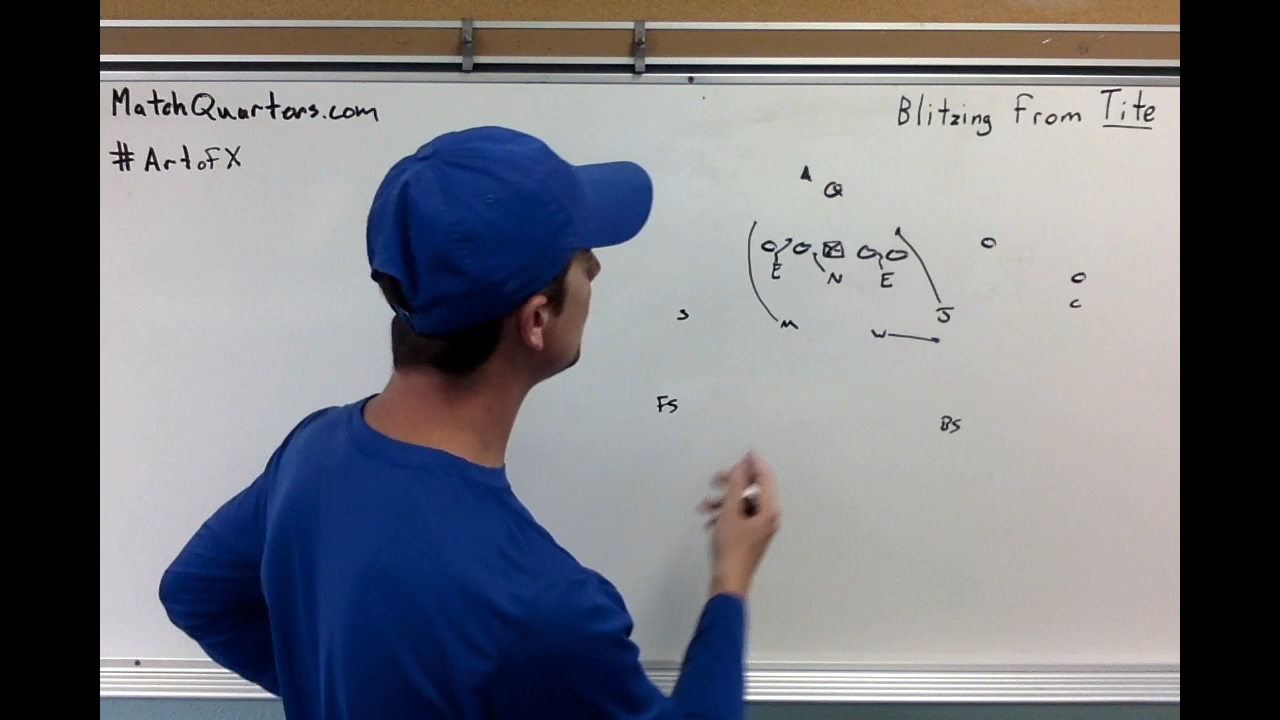 MatchQuarters.com
#ArtofX
Blitzing From Tite
Q
E N E
S M W J C
FS BS